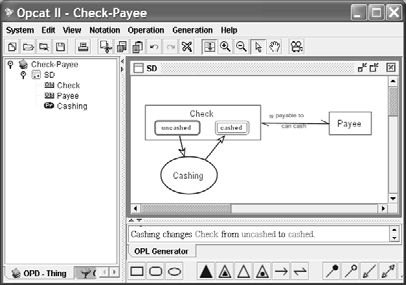 Opcat II - Check-Payee
System Edit View Notation Operation Generation Help
Check-Payee
SD
Check
Payee
Cashing
SD
Check
uncashed
cashed
is payable to
can cash
Payee
Cashing
Cashing changes Check from uncashed to cashed.
OPL Generator
OPD - Thing